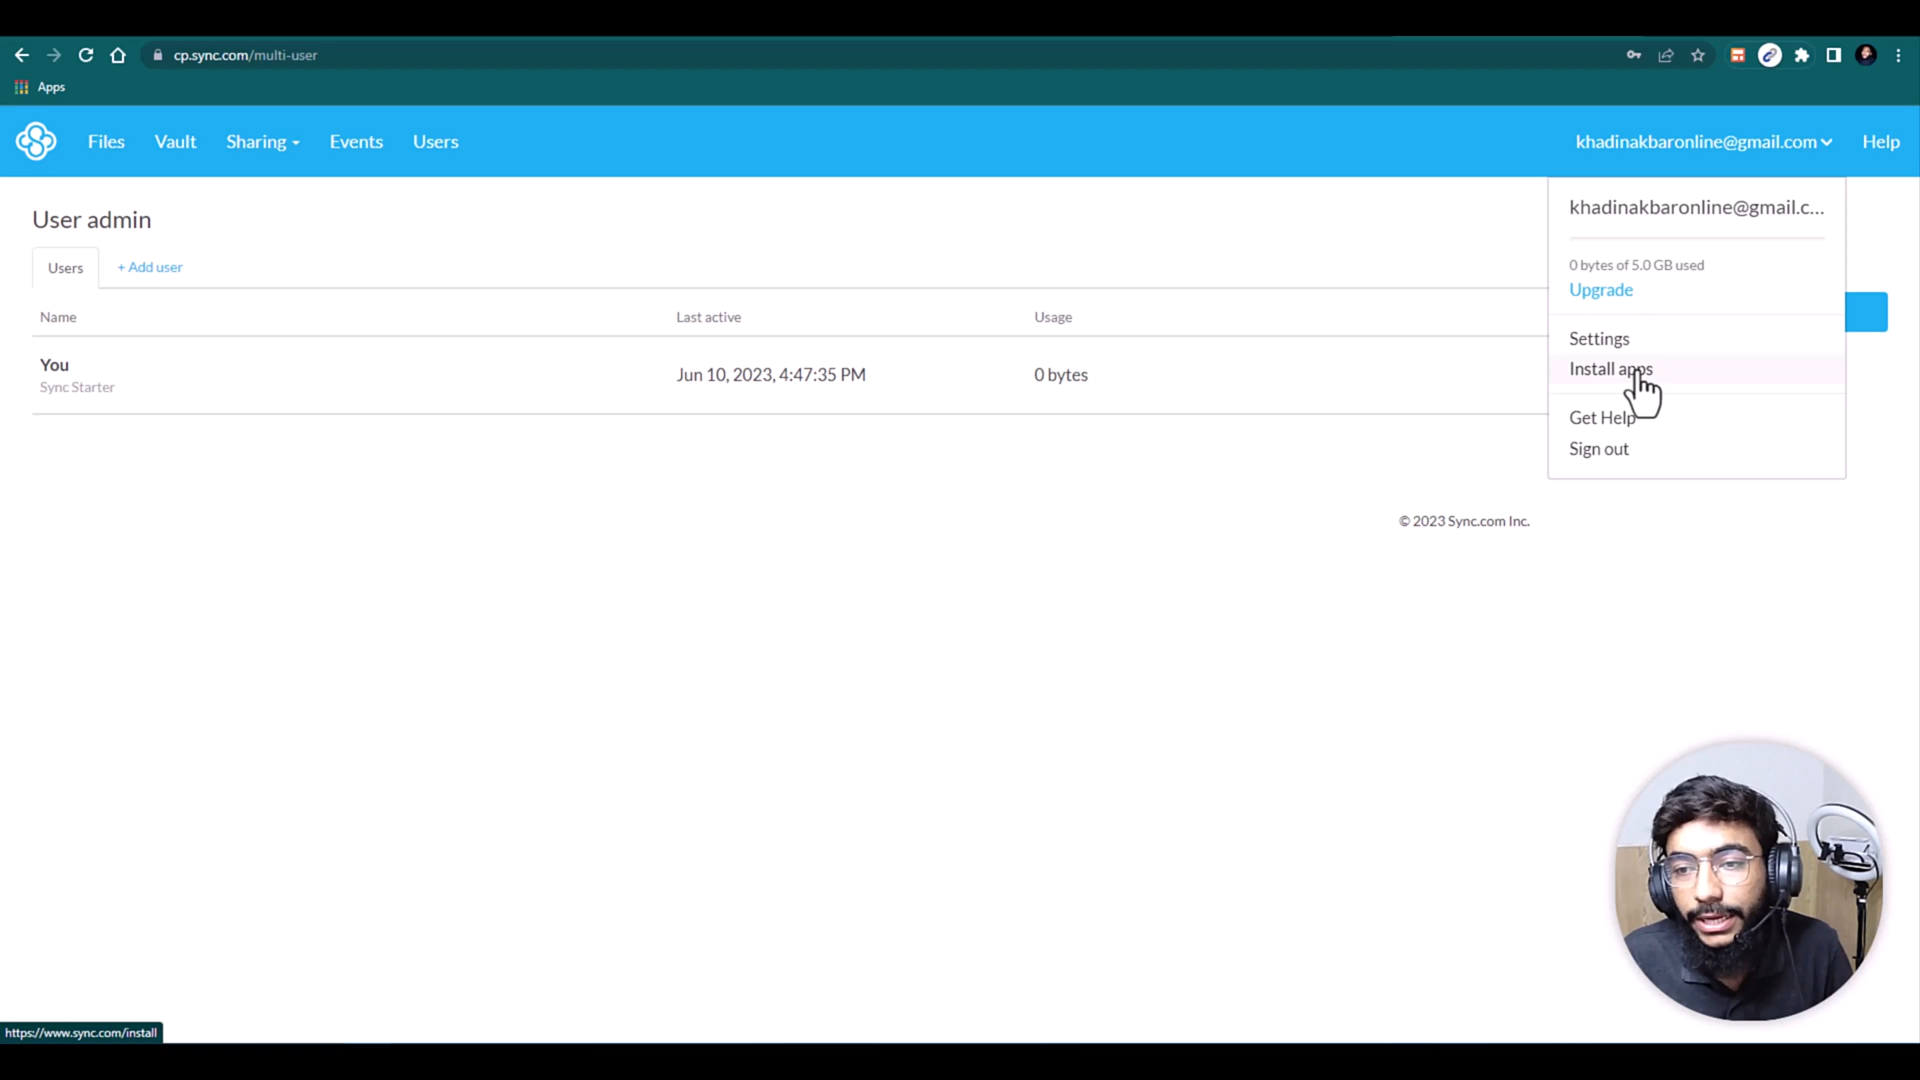 cp.sync.com/multi-user
Apps
Files Vault Sharing Events Users khadinakbaronline@gmail.com Help
User admin
khadinakbaronline@gmail.c...
Users + Add user
0 bytes of 5.0 GB used
Upgrade
Name Last active Usage
Settings
You
Sync Starter
Jun 10, 2023, 4:47:35 PM 0 bytes
Install apps
Get Help
Sign out
© 2023 Sync.com Inc.
https://www.sync.com/install